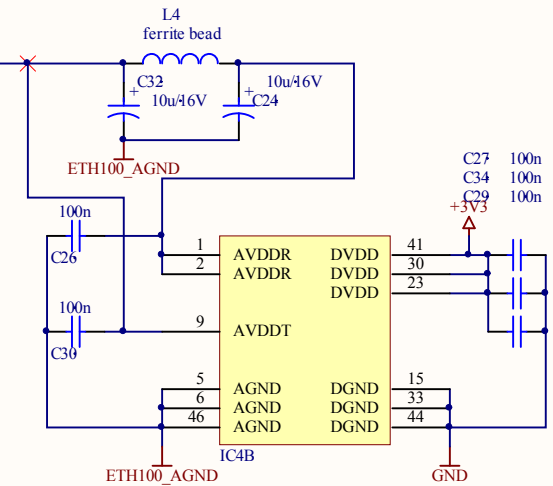 L4
ferrite bead
C32
10u/16V
10u/16V
C24
ETH100_AGND
C27 100n
C34 100n
C29 100n
+3V3
100n
C26
100n
C30
1 AVDDR DVDD 41
2 AVDDR DVDD 30
DVDD 23
9 AVDDT
5 AGND DGND 15
6 AGND DGND 33
46 AGND DGND 44
IC4B
ETH100_AGND
GND